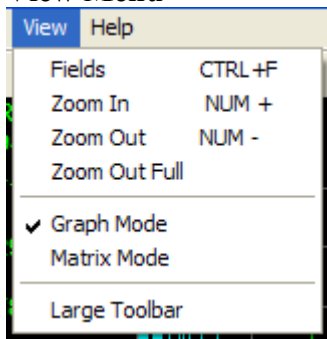 View Help
Fields CTRL+F
Zoom In NUM +
Zoom Out NUM -
Zoom Out Full
Graph Mode
Matrix Mode
Large Toolbar